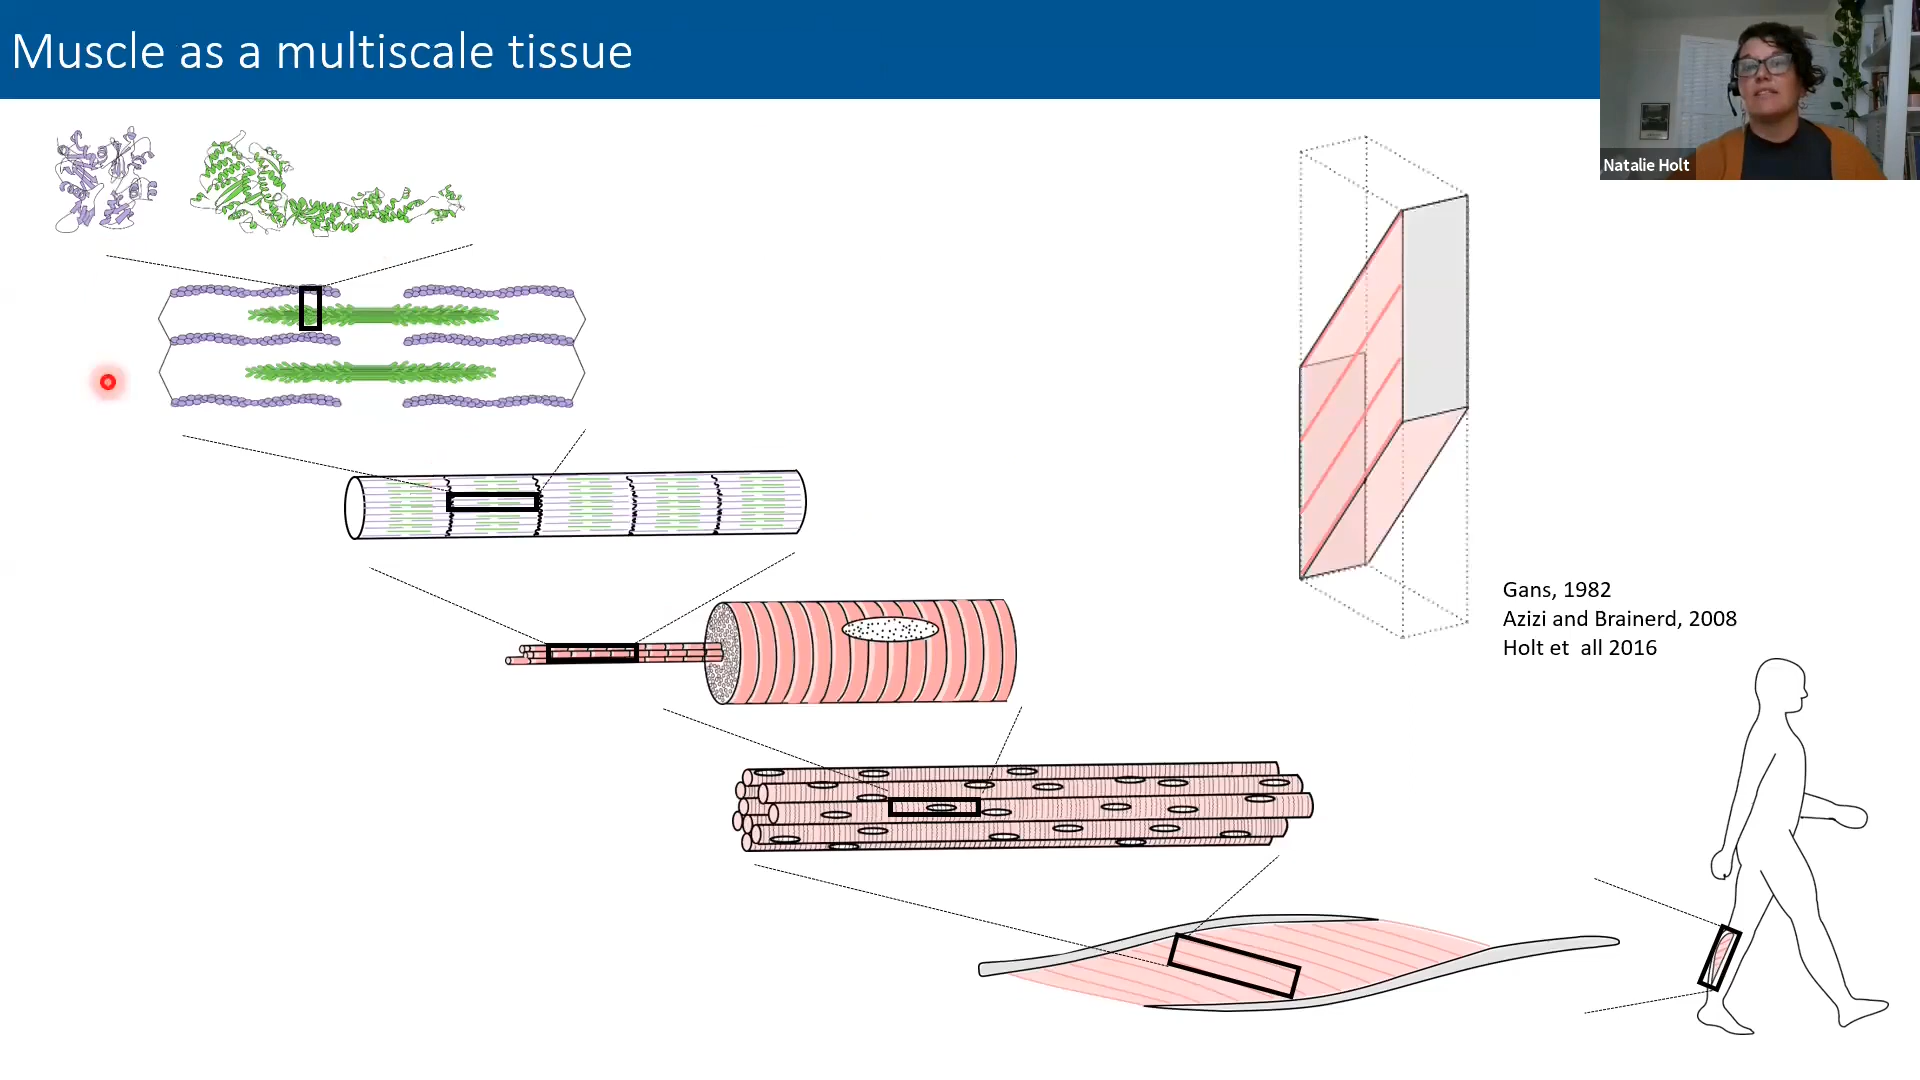 Muscle as a multiscale tissue
Natalie Holt
Gans, 1982
Azizi and Brainerd, 2008
Holt et  all 2016